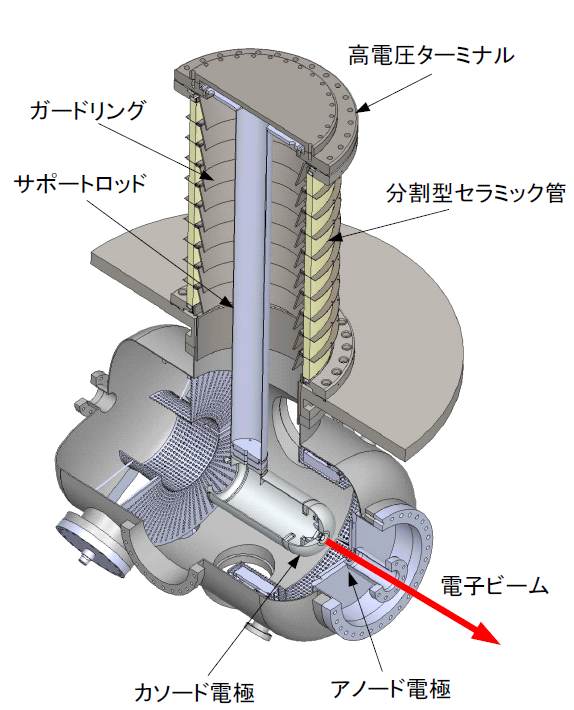 高電圧ターミナル
ガードリング
サポートロッド
分割型セラミック管
電子ビーム
カソード電極
アノード電極